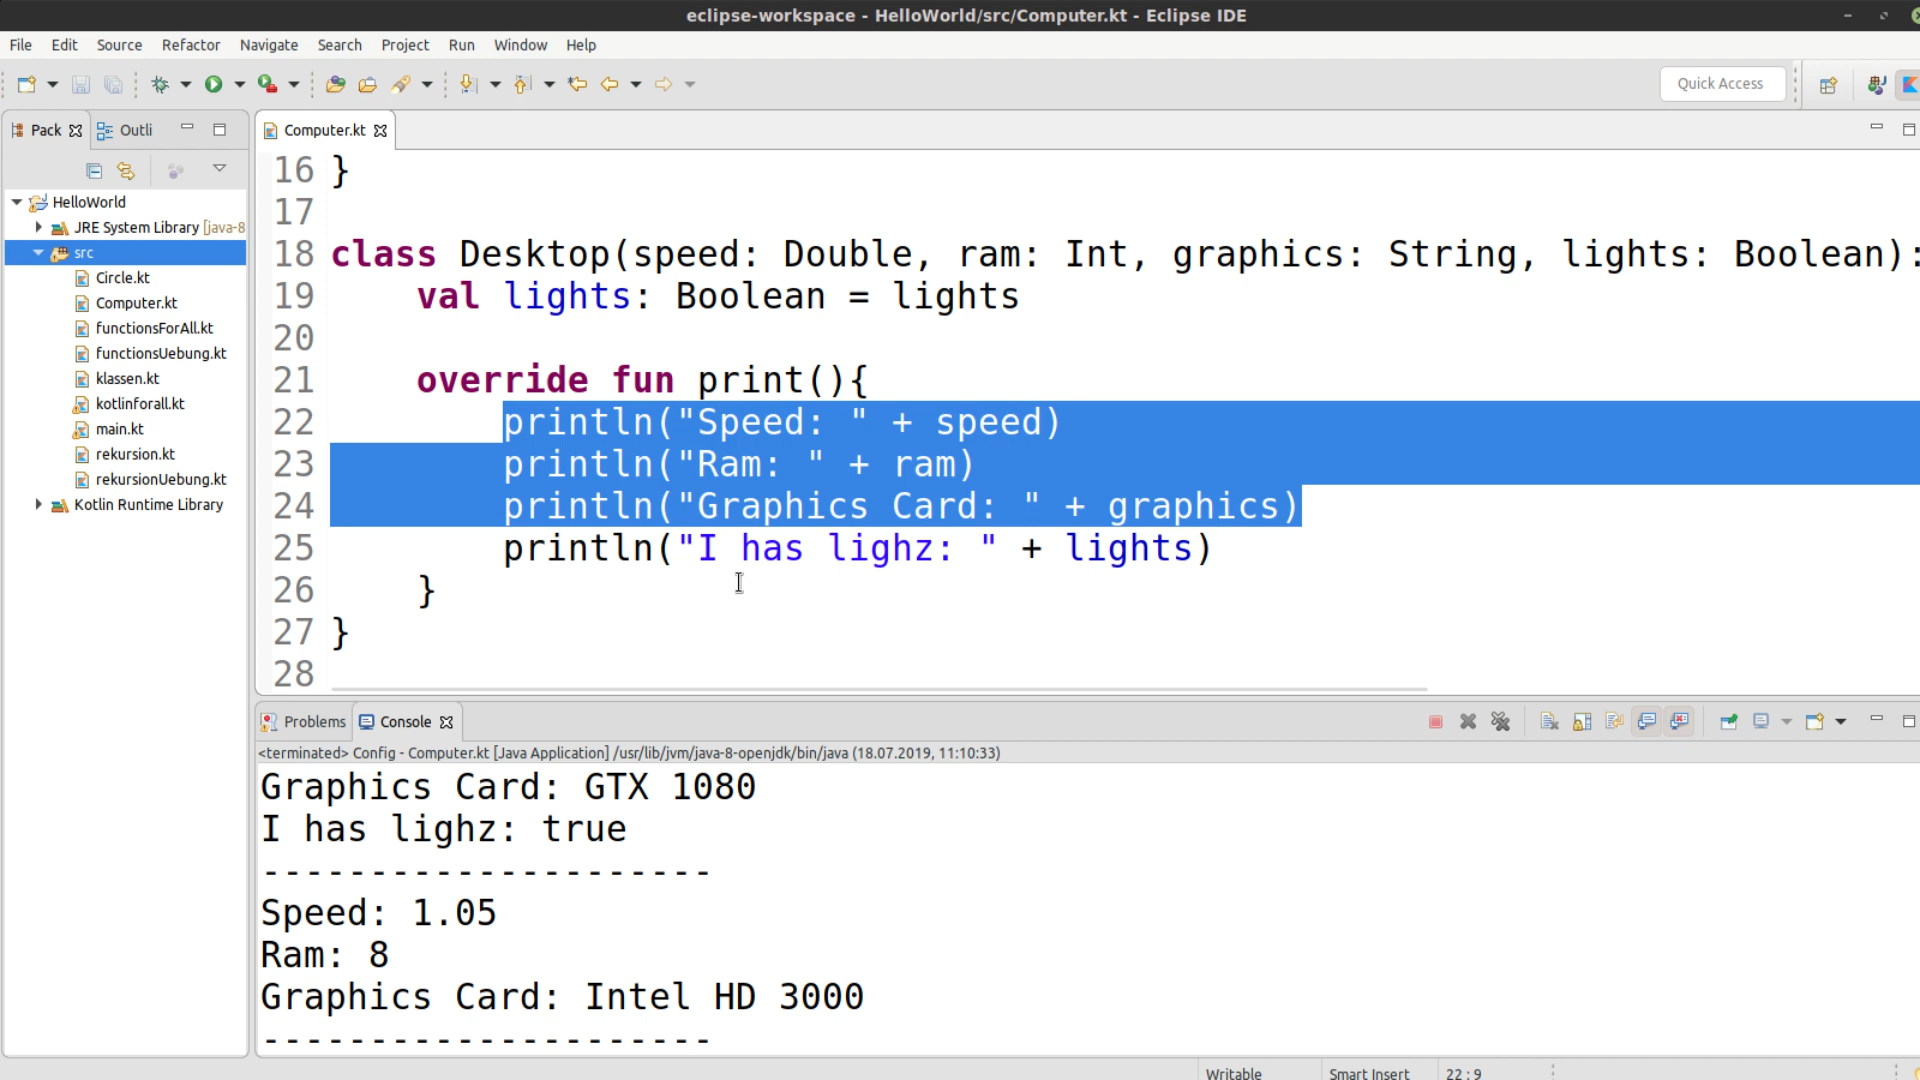 eclipse-workspace - HelloWorld/src/Computer.kt - Eclipse IDE
File Edit Source Refactor Navigate Search Project Run Window Help
Quick Access
Pack Outli
Computer.kt
HelloWorld
JRE System Library [java-8
src
Circle.kt
Computer.kt
functionsForAll.kt
functionsUebung.kt
klassen.kt
kotlinforall.kt
main.kt
rekursion.kt
rekursionUebung.kt
Kotlin Runtime Library
16 }
17
18 class Desktop(speed: Double, ram: Int, graphics: String, lights: Boolean):
19 val lights: Boolean = lights
20
21 override fun print(){
22 println("Speed: " + speed)
23 println("Ram: " + ram)
24 println("Graphics Card: " + graphics)
25 println("I has lighz: " + lights)
26 }
27 }
28
Problems Console
<terminated> Config - Computer.kt [Java Application] /usr/lib/jvm/java-8-openjdk/bin/java (18.07.2019, 11:10:33)
Graphics Card: GTX 1080
I has lighz: true
---------------------
Speed: 1.05
Ram: 8
Graphics Card: Intel HD 3000
---------------------
Writable Smart Insert 22 : 9